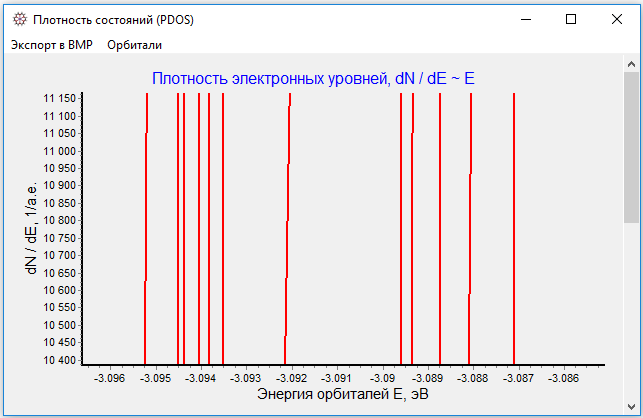 Плотность состояний (PDOS)
Экспорт в BMP Орбитали
Плотность электронных уровней, dN / dE ~ E
11 150
11 100
11 050
11 000
10 950
10 900
10 850
10 800
10 750
10 700
10 650
10 600
10 550
10 500
10 450
10 400
dN / dE, 1/a.e.
-3.096 -3.095 -3.094 -3.093 -3.092 -3.091 -3.09 -3.089 -3.088 -3.087 -3.086
Энергия орбиталей E, эВ